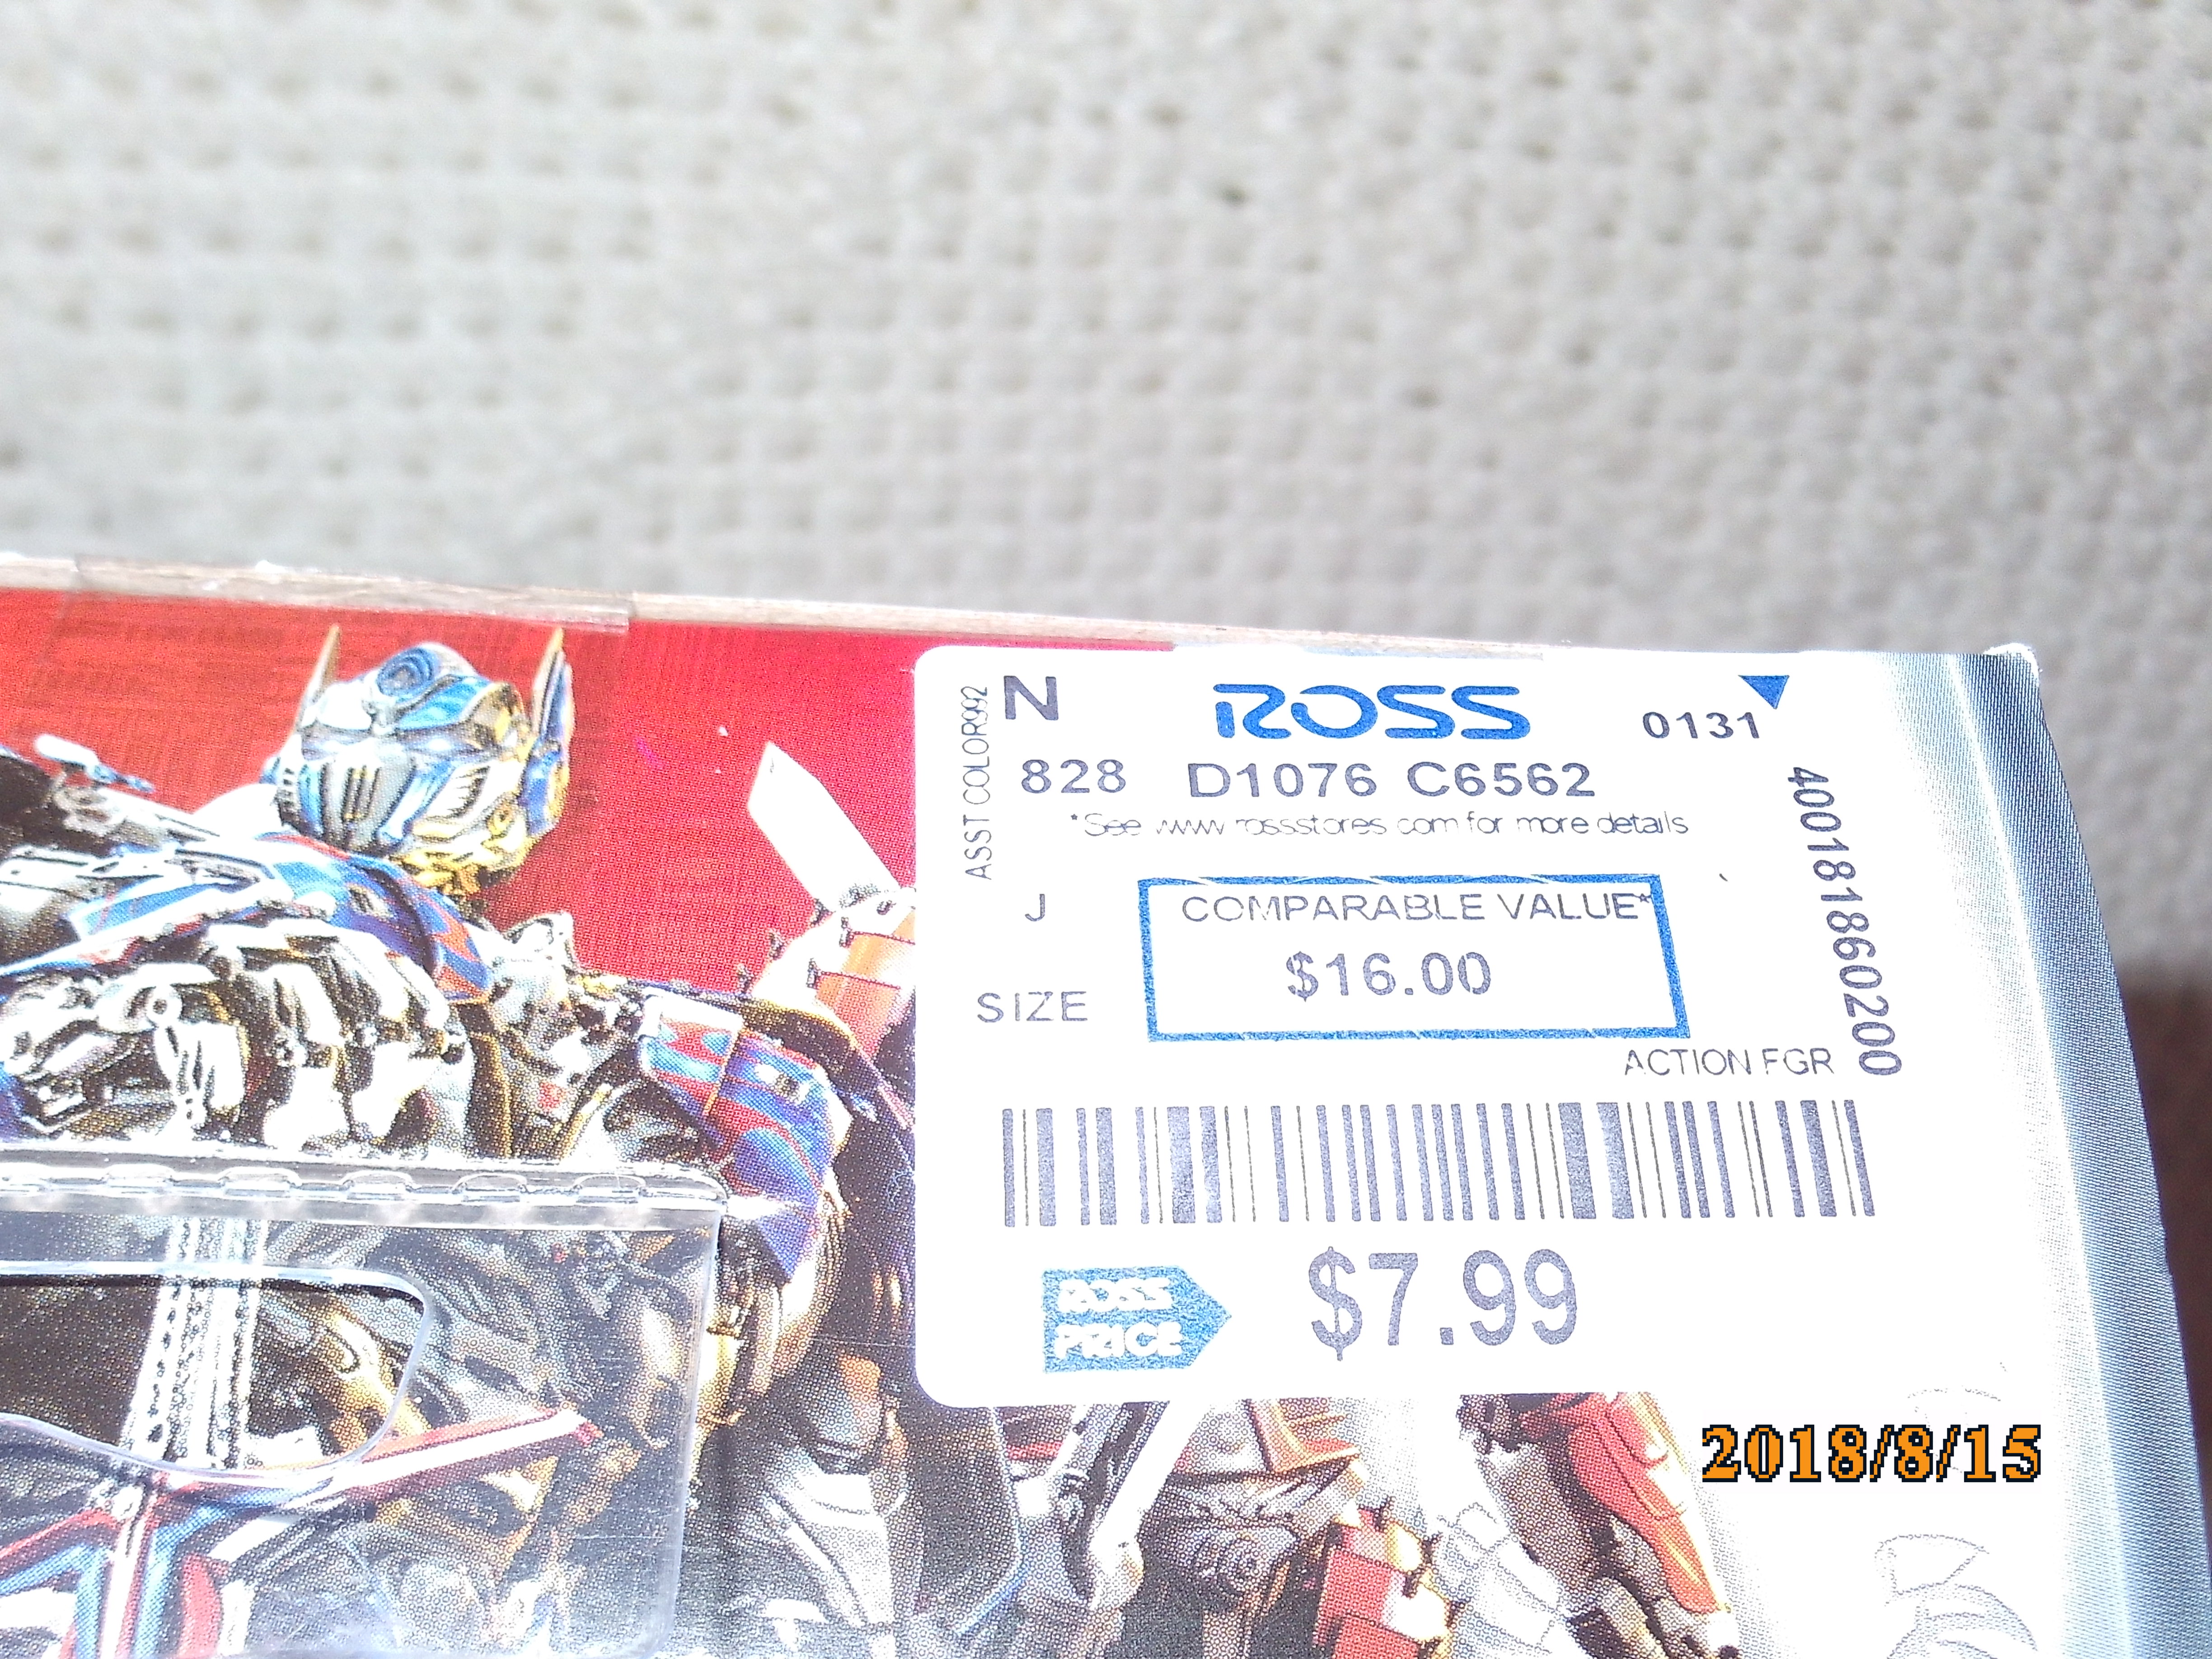 N ROSS 0131
ASST COLOR992
828 D1076 C6562
*See www rossstores com for more details
400181860200
J
COMPARABLE VALUE*
$16.00
SIZE
ACTION FGR
ROSS
PRICE
$7.99
2018/8/15